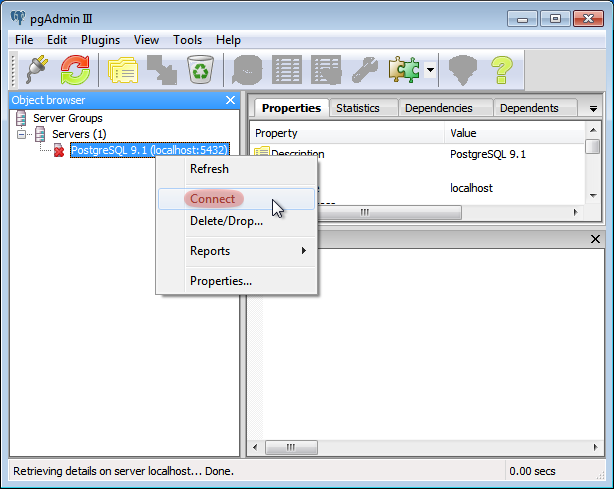 pgAdmin III
File Edit Plugins View Tools Help
Object browser
Server Groups
Servers (1)
PostgreSQL 9.1 (localhost:5432)
Refresh
Connect
Delete/Drop...
Reports
Properties...
Properties Statistics Dependencies Dependents
Property Value
Description PostgreSQL 9.1
localhost
Retrieving details on server localhost... Done. 0.00 secs